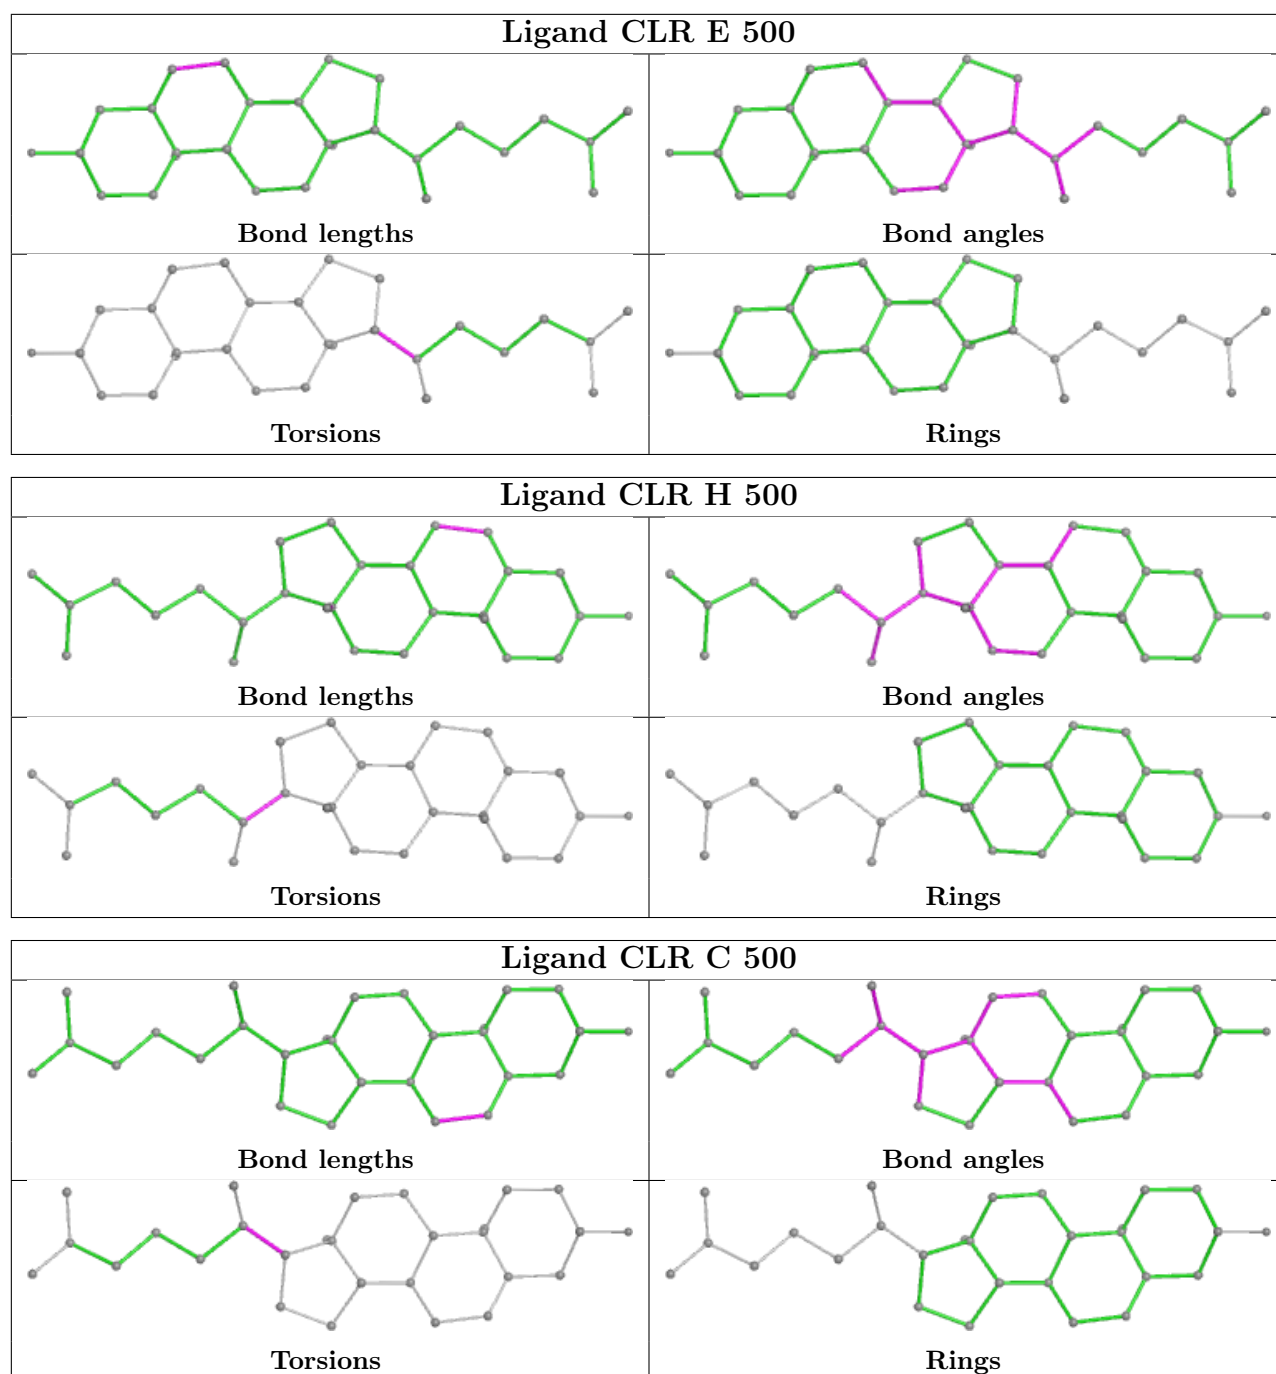 Ligand CLR E 500
Bond lengths
Bond angles
Torsions
Rings
Ligand CLR H 500
Bond lengths
Bond angles
Torsions
Rings
Ligand CLR C 500
Bond lengths
Bond angles
Torsions
Rings